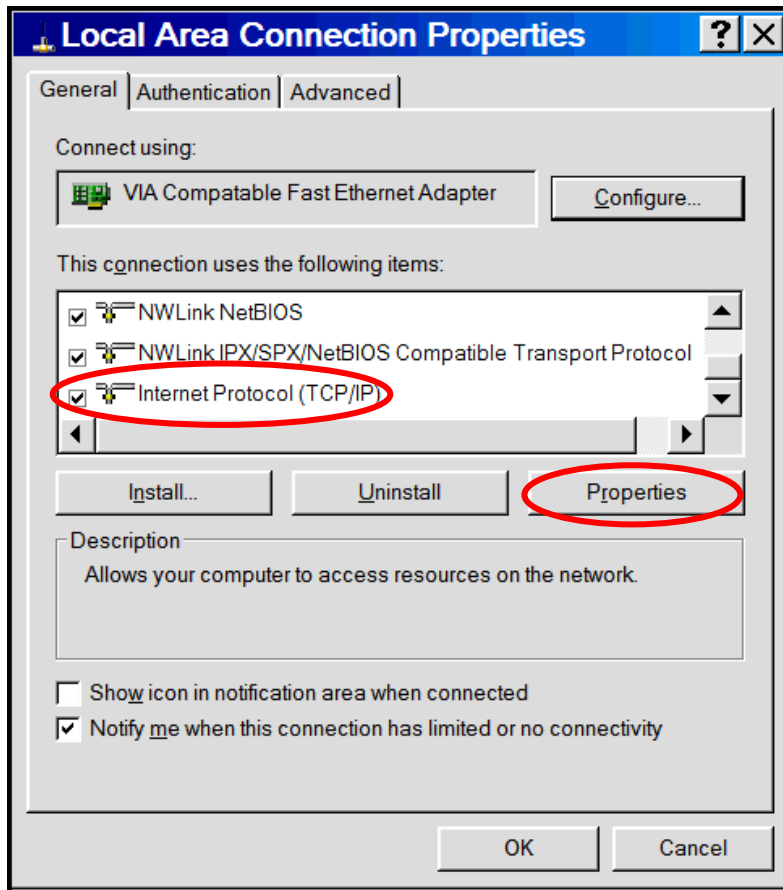 Local Area Connection Properties
General Authentication Advanced
Connect using:
VIA Compatable Fast Ethernet Adapter Configure...
This connection uses the following items:
NWLink NetBIOS
NWLink IPX/SPX/NetBIOS Compatible Transport Protocol
Internet Protocol (TCP/IP)
Install... Uninstall Properties
Description
Allows your computer to access resources on the network.
Show icon in notification area when connected
Notify me when this connection has limited or no connectivity
OK Cancel